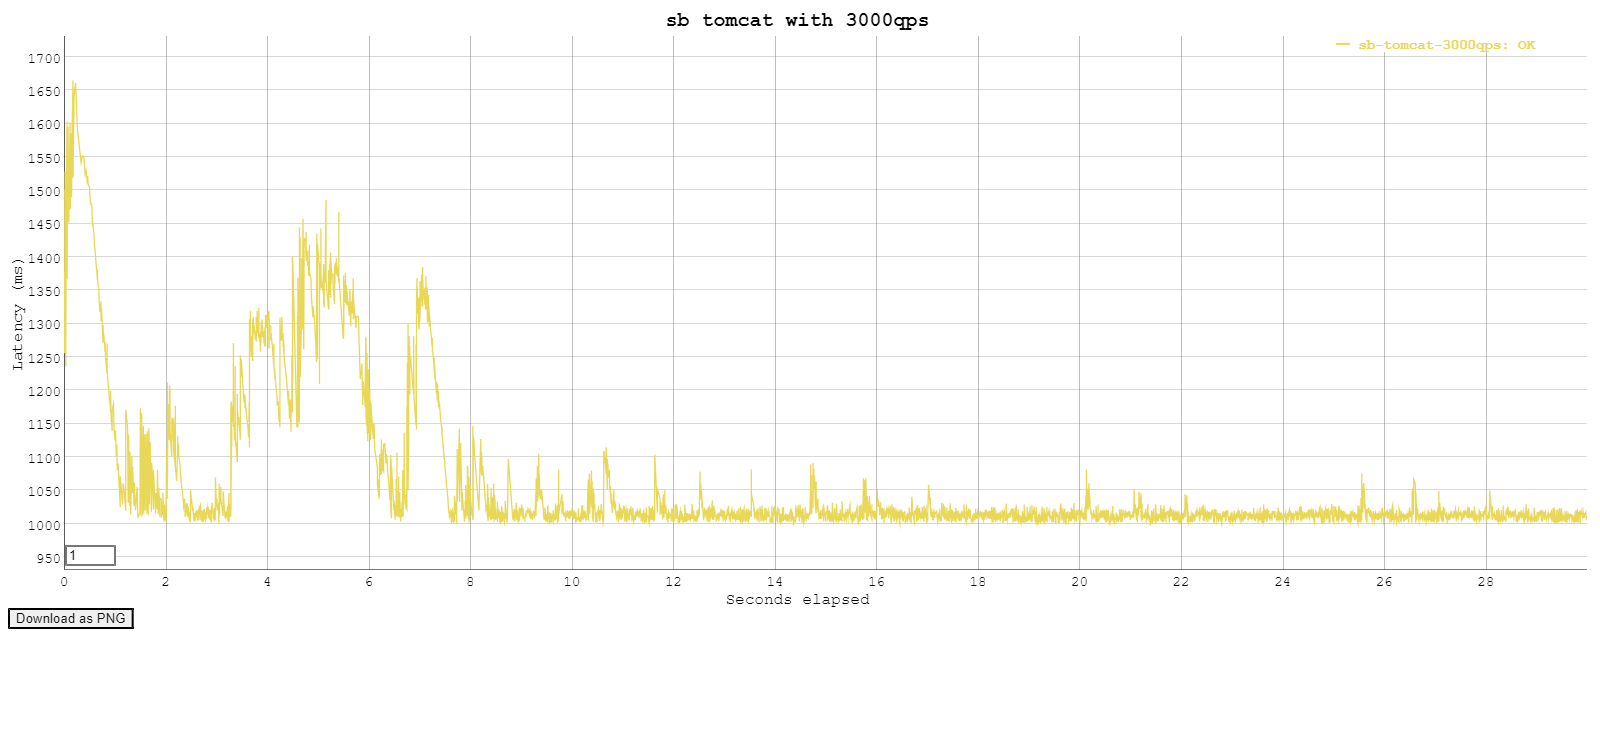 sb tomcat with 3000qps
sb-tomcat-3000qps: OK
1700
1650
1600
1550
1500
1450
1400
1350
1300
1250
1200
1150
1100
1050
1000
950
Latency (ms)
1
0 2 4 6 8 10 12 14 16 18 20 22 24 26 28
Seconds elapsed
Download as PNG